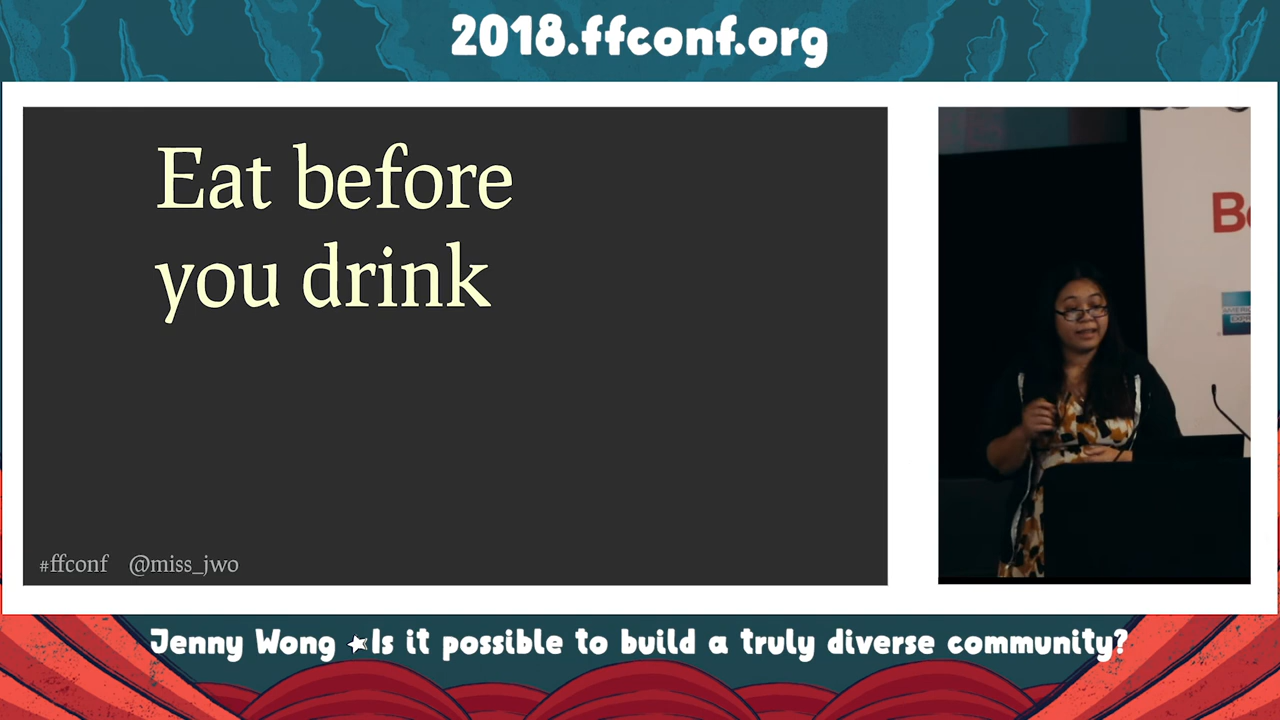 2018.ffconf.org
Eat before
you drink
#ffconf @miss_jwo
Jenny Wong ★ Is it possible to build a truly diverse community?